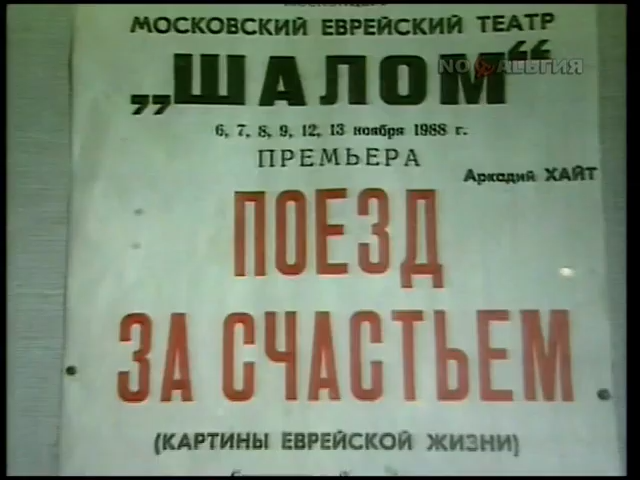 МОСКОВСКИЙ ЕВРЕЙСКИЙ ТЕАТР
„ШАЛОМ“
NОСТАЛЬГИЯ
6, 7, 8, 9, 12, 13 ноября 1988 г.
ПРЕМЬЕРА
Аркадий ХАЙТ
ПОЕЗД
ЗА СЧАСТЬЕМ
(КАРТИНЫ ЕВРЕЙСКОЙ ЖИЗНИ)